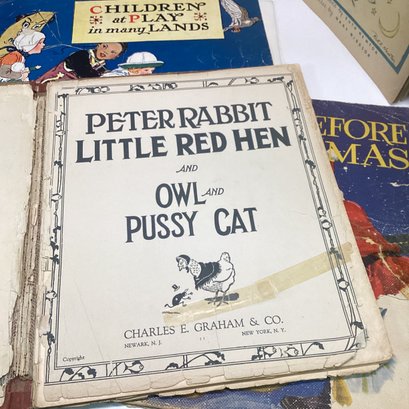 CHILDREN
at PLAY
in many LANDS
PETER RABBIT
LITTLE RED HEN
AND
OWL AND
PUSSY CAT
CHARLES E. GRAHAM & CO.
NEWARK, N. J.
NEW YORK, N. Y.
Copyright
EFORE
MAS